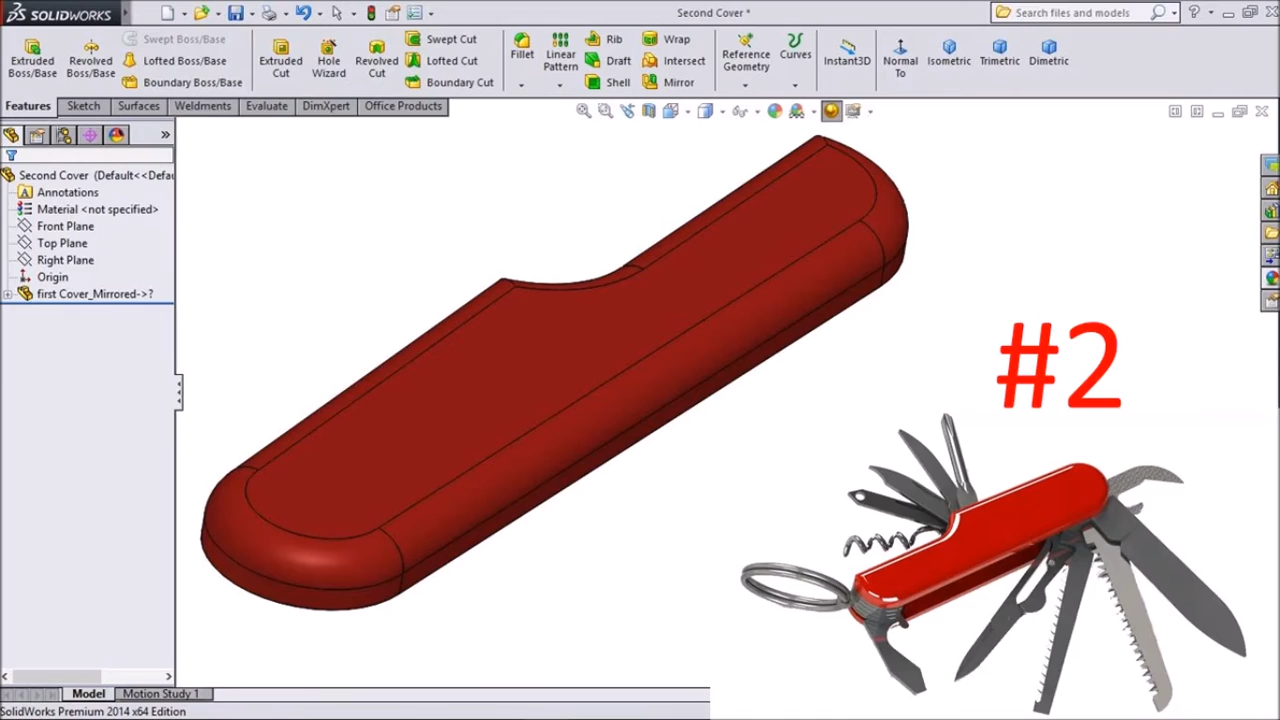 SOLIDWORKS
Second Cover *
Search files and models
Extruded Boss/Base
Revolved Boss/Base
Swept Boss/Base
Lofted Boss/Base
Boundary Boss/Base
Extruded Cut
Hole Wizard
Revolved Cut
Swept Cut
Lofted Cut
Boundary Cut
Fillet
Linear Pattern
Rib
Draft
Shell
Wrap
Intersect
Mirror
Reference Geometry
Curves
Instant3D
Normal To
Isometric
Trimetric
Dimetric
Features
Sketch
Surfaces
Weldments
Evaluate
DimXpert
Office Products
Second Cover (Default<<Defau
Annotations
Material <not specified>
Front Plane
Top Plane
Right Plane
Origin
first Cover_Mirrored->?
#2
Model
Motion Study 1
SolidWorks Premium 2014 x64 Edition